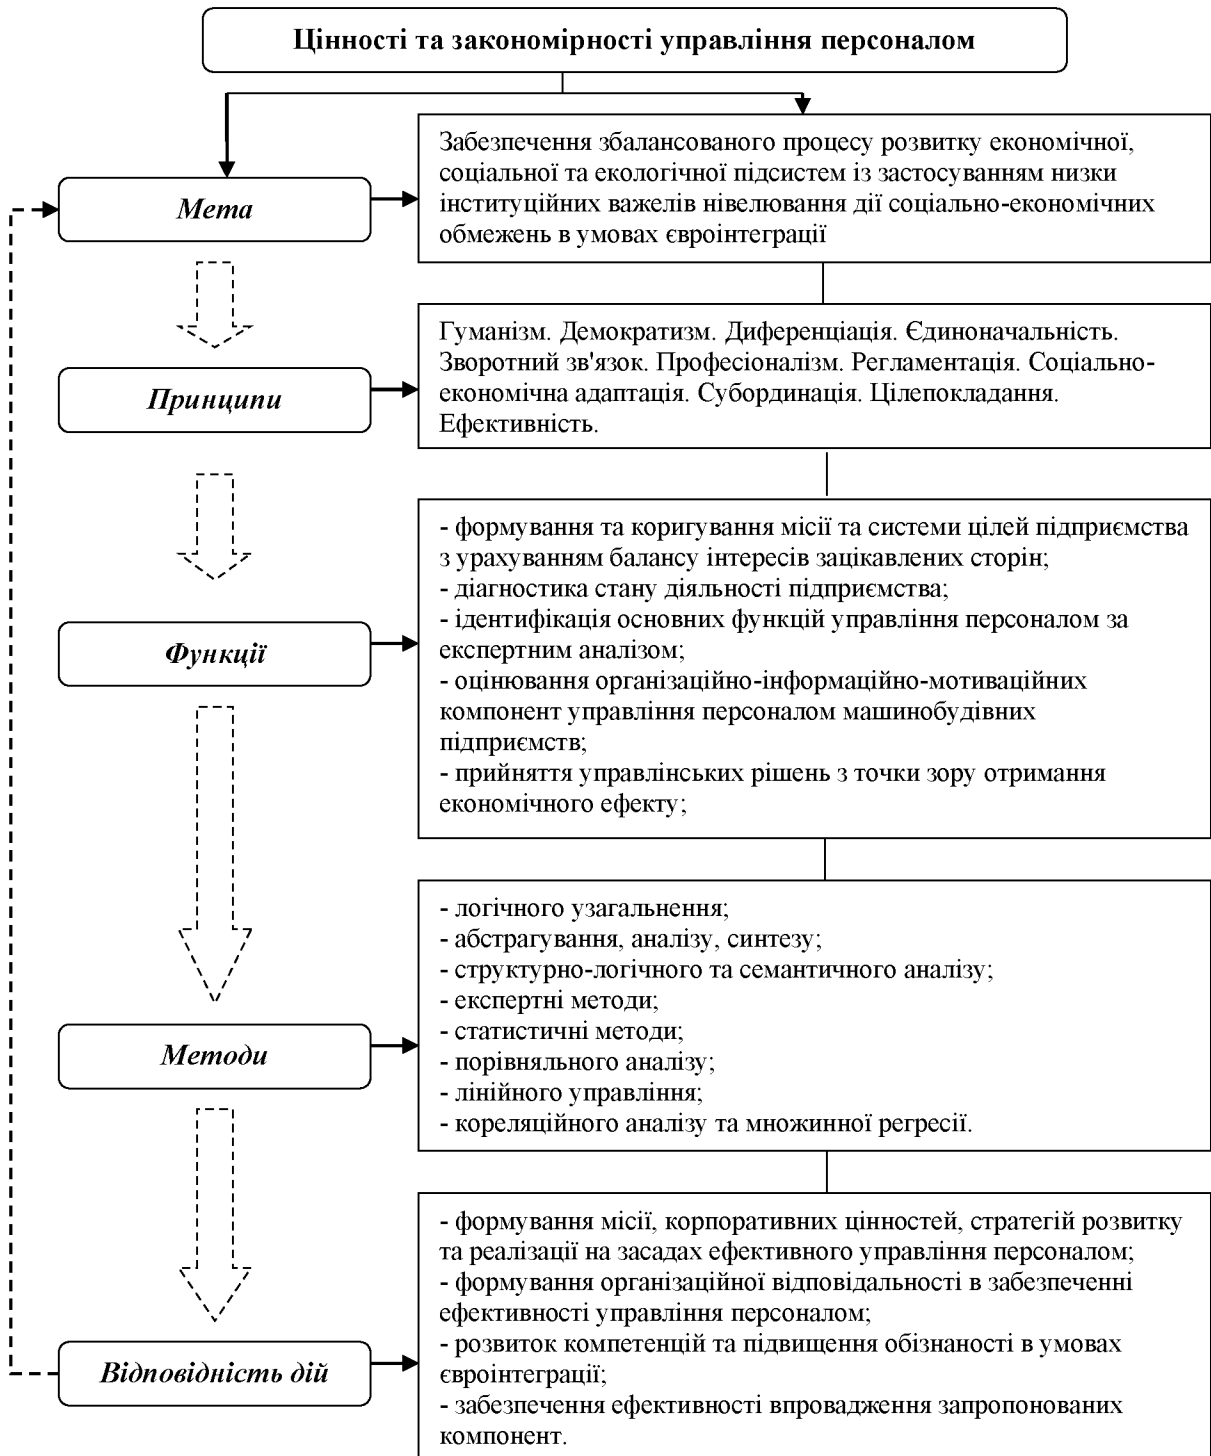 Цінності та закономірності управління персоналом
Мета
Забезпечення збалансованого процесу розвитку економічної,
соціальної та екологічної підсистем із застосуванням низки
інституційних важелів нівелювання дії соціально-економічних
обмежень в умовах євроінтеграції
Принципи
Гуманізм. Демократизм. Диференціація. Єдиноначальність.
Зворотний зв'язок. Професіоналізм. Регламентація. Соціально-
економічна адаптація. Субординація. Цілепокладання.
Ефективність.
Функції
- формування та коригування місії та системи цілей підприємства
з урахуванням балансу інтересів зацікавлених сторін;
- діагностика стану діяльності підприємства;
- ідентифікація основних функцій управління персоналом за
експертним аналізом;
- оцінювання організаційно-інформаційно-мотиваційних
компонент управління персоналом машинобудівних
підприємств;
- прийняття управлінських рішень з точки зору отримання
економічного ефекту;
Методи
- логічного узагальнення;
- абстрагування, аналізу, синтезу;
- структурно-логічного та семантичного аналізу;
- експертні методи;
- статистичні методи;
- порівняльного аналізу;
- лінійного управління;
- кореляційного аналізу та множинної регресії.
Відповідність дій
- формування місії, корпоративних цінностей, стратегій розвитку
та реалізації на засадах ефективного управління персоналом;
- формування організаційної відповідальності в забезпеченні
ефективності управління персоналом;
- розвиток компетенцій та підвищення обізнаності в умовах
євроінтеграції;
- забезпечення ефективності впровадження запропонованих
компонент.